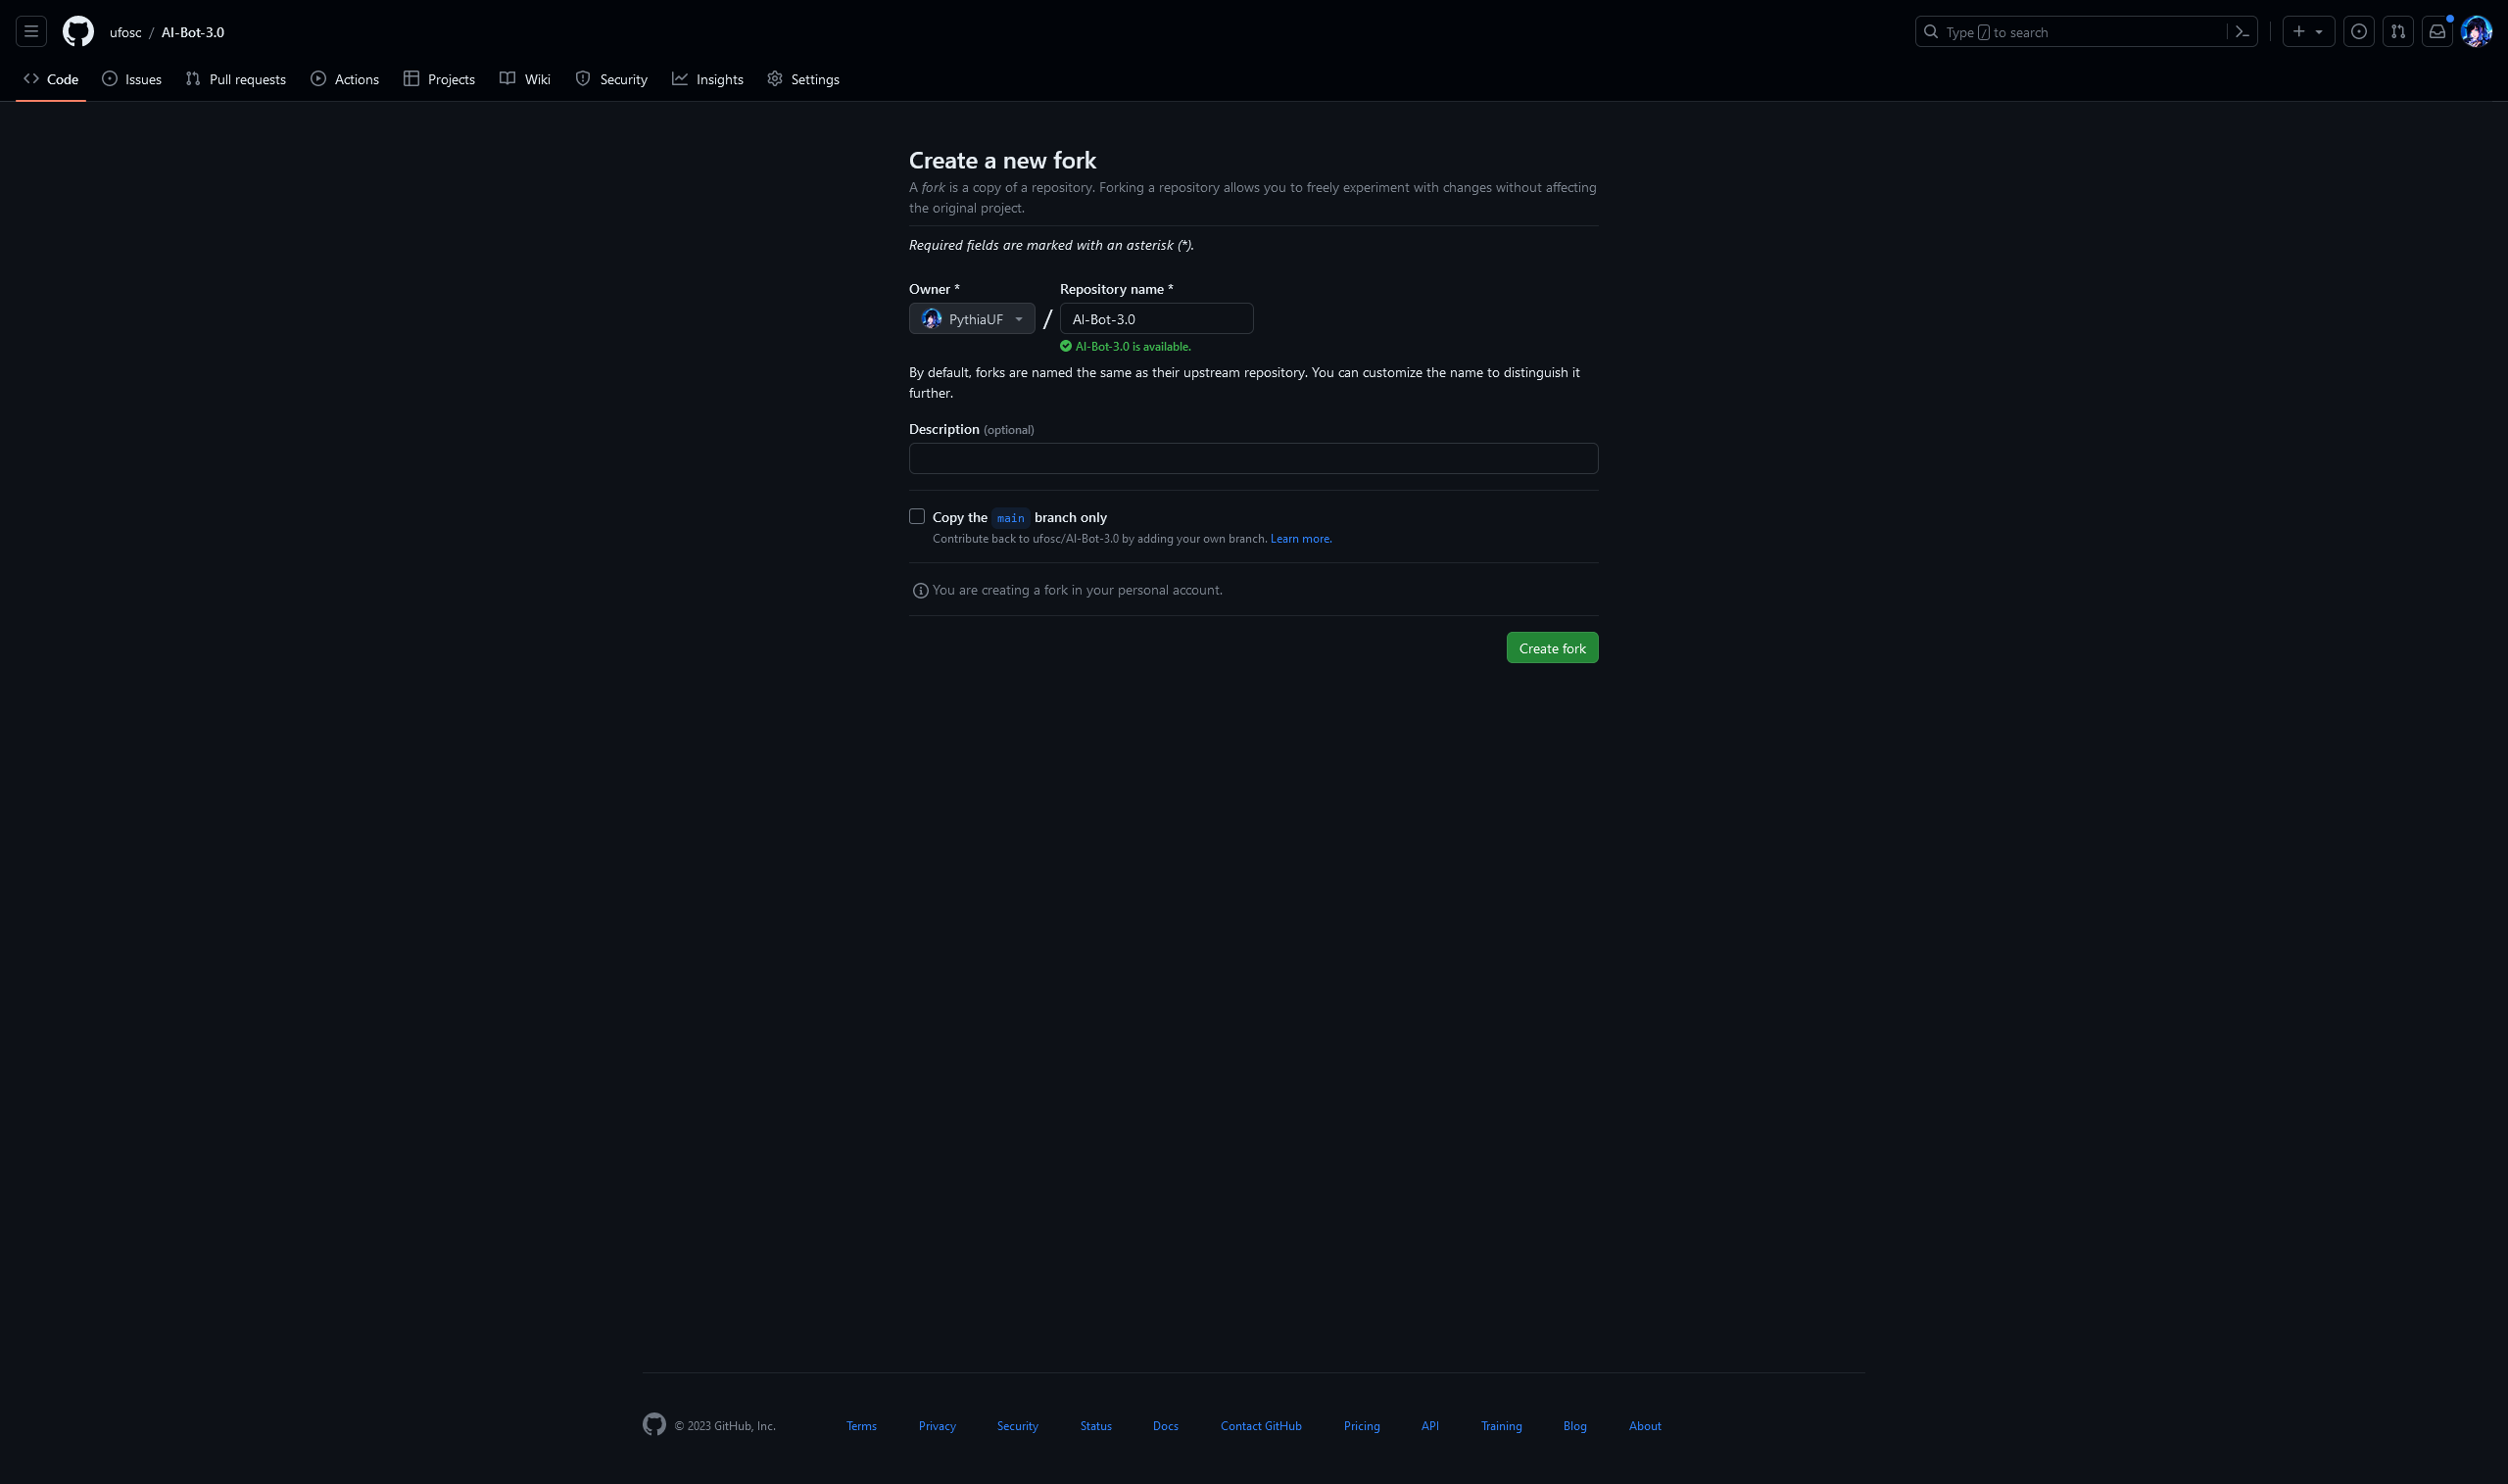 ufosc / AI-Bot-3.0
Type / to search
Code Issues Pull requests Actions Projects Wiki Security Insights Settings
Create a new fork
A fork is a copy of a repository. Forking a repository allows you to freely experiment with changes without affecting
the original project.
Required fields are marked with an asterisk (*).
Owner * Repository name *
PythiaUF / AI-Bot-3.0
AI-Bot-3.0 is available.
By default, forks are named the same as their upstream repository. You can customize the name to distinguish it
further.
Description (optional)
Copy the main branch only
Contribute back to ufosc/AI-Bot-3.0 by adding your own branch. Learn more.
You are creating a fork in your personal account.
Create fork
© 2023 GitHub, Inc. Terms Privacy Security Status Docs Contact GitHub Pricing API Training Blog About